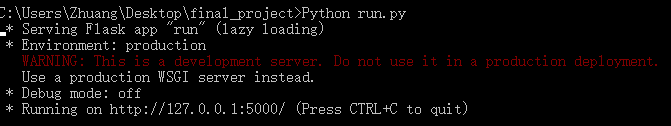 C:\Users\Zhuang\Desktop\final_project>Python run.py
* Serving Flask app "run" (lazy loading)
* Environment: production
WARNING: This is a development server. Do not use it in a production deployment.
Use a production WSGI server instead.
* Debug mode: off
* Running on http://127.0.0.1:5000/ (Press CTRL+C to quit)